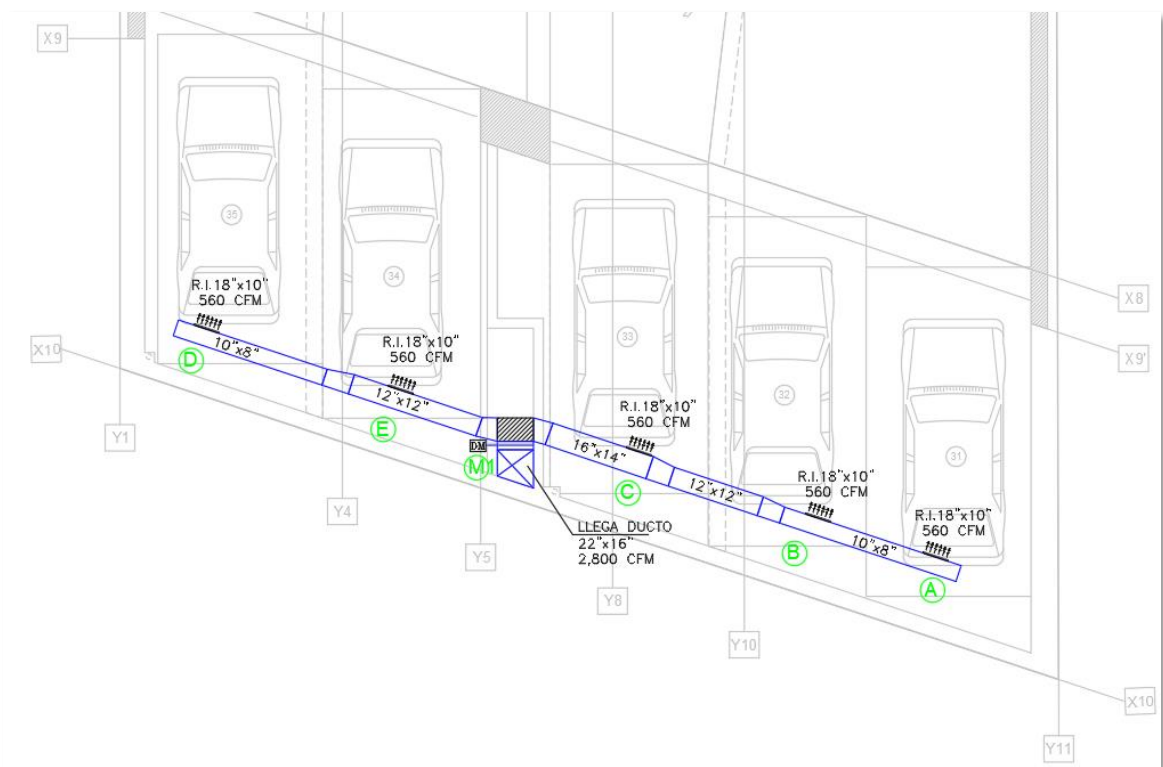 X9
35
R.I.18"x10"
560 CFM
34
X8
33
X10
10"x8"
R.I.18"x10"
560 CFM
X9'
D
32
12"x12"
R.I.18"x10"
560 CFM
Y1
E
DM
M1
16"x14"
31
C
12"x12"
R.I.18"x10"
560 CFM
Y4
LLEGA DUCTO
22"x16"
2,800 CFM
R.I.18"x10"
560 CFM
B
10"x8"
Y5
A
Y8
Y10
X10
Y11